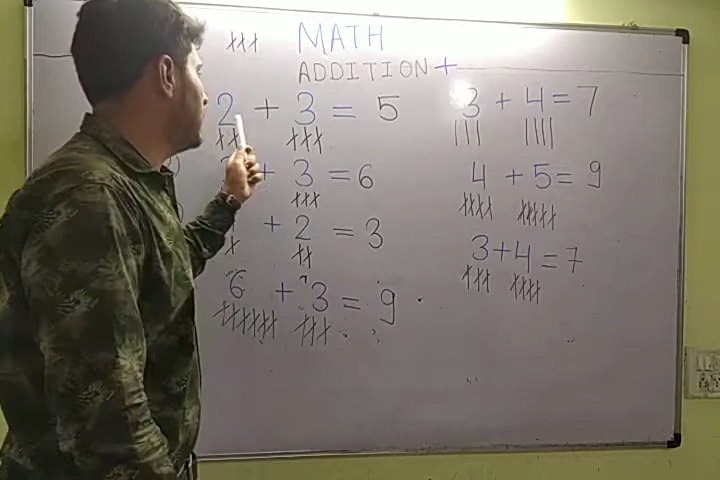 MATH
ADDITION +
2 + 3 = 5
+ 3 = 6
+ 2 = 3
6 + 3 = 9
3 + 4 = 7
4 + 5 = 9
3+4 = 7